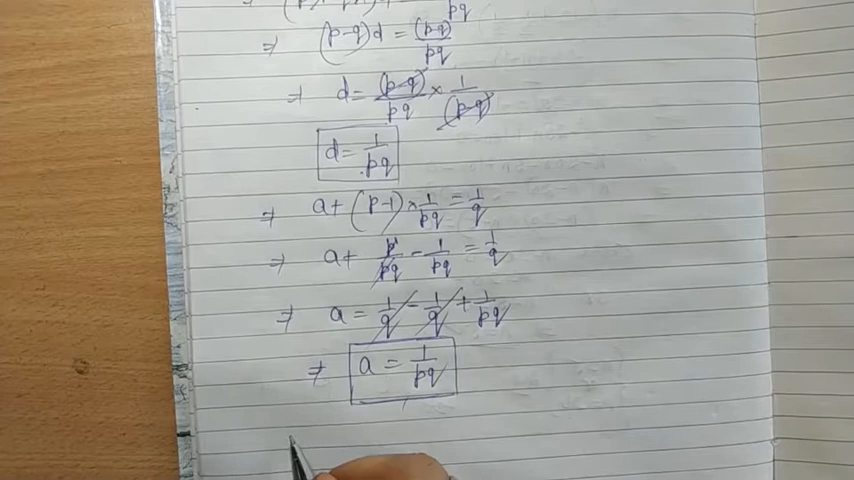 ⇒ (p-q)d = (p-q)/pq
⇒ d = (p-q)/pq × 1/(p-q)
d = 1/pq
⇒ a + (p-1) × 1/pq = 1/q
⇒ a + p/pq - 1/pq = 1/q
⇒ a = 1/q - 1/q + 1/pq
⇒ a = 1/pq